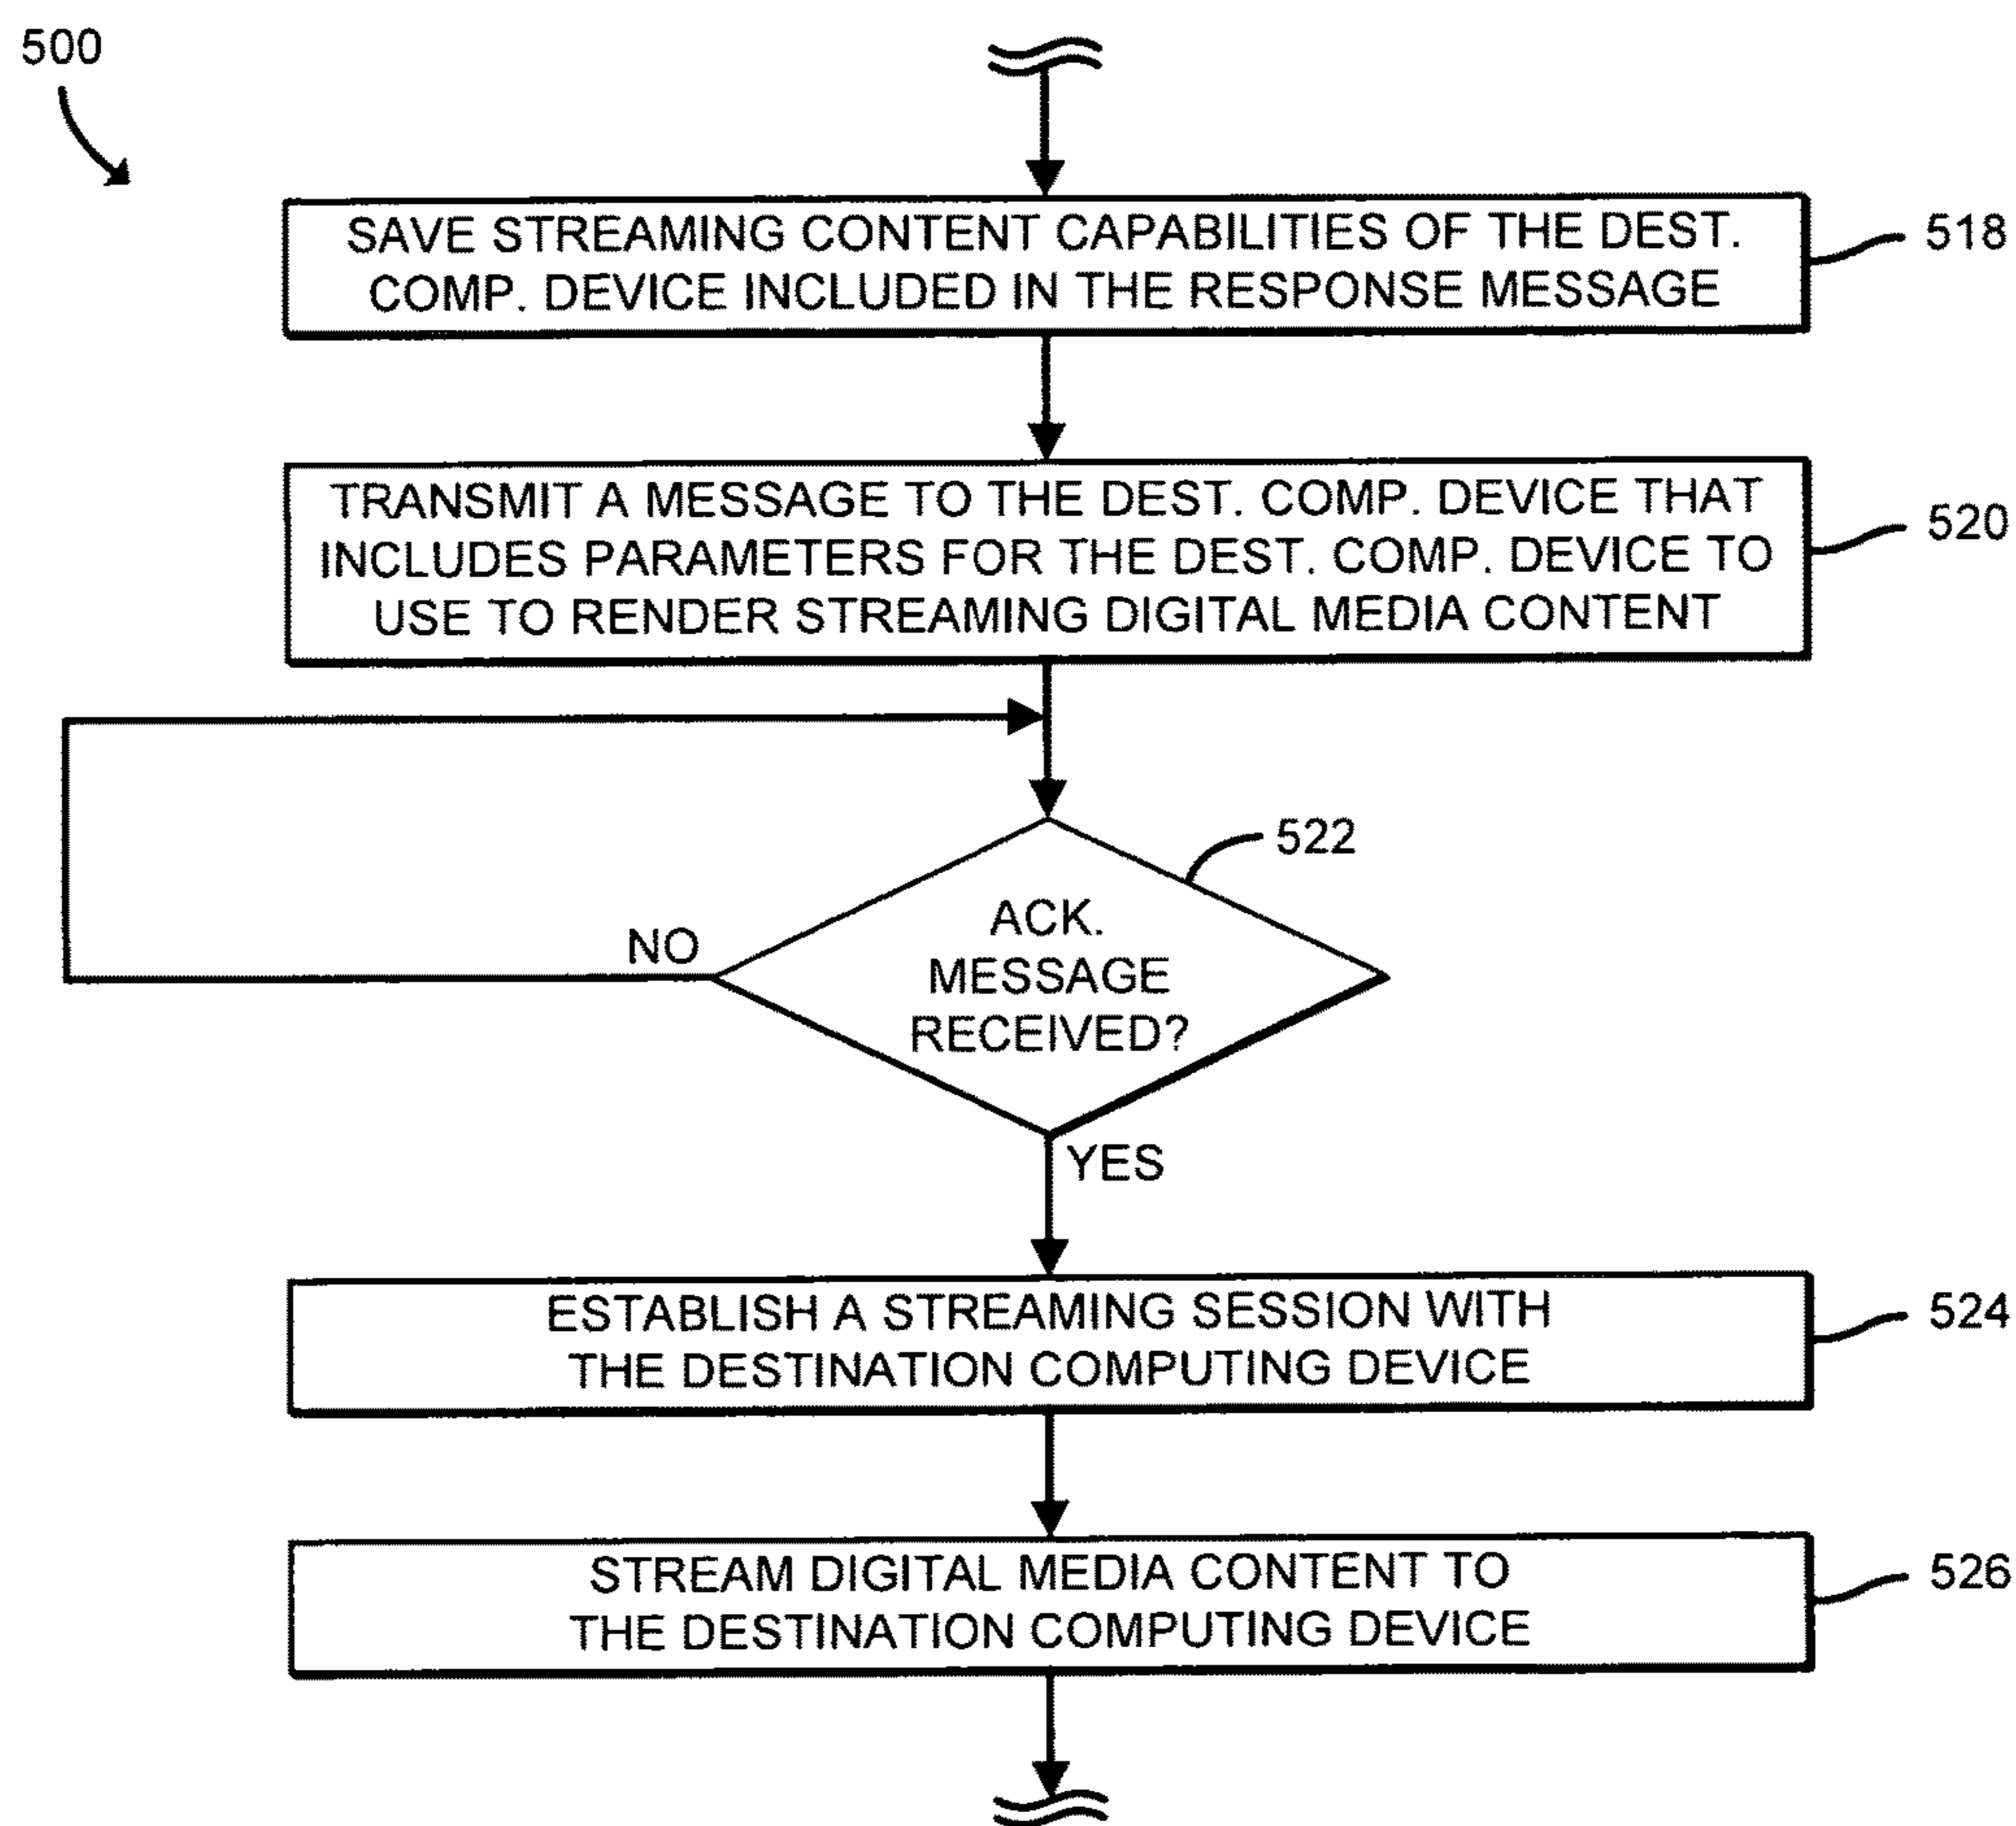 500
SAVE STREAMING CONTENT CAPABILITIES OF THE DEST.
COMP. DEVICE INCLUDED IN THE RESPONSE MESSAGE
518
TRANSMIT A MESSAGE TO THE DEST. COMP. DEVICE THAT
INCLUDES PARAMETERS FOR THE DEST. COMP. DEVICE TO
USE TO RENDER STREAMING DIGITAL MEDIA CONTENT
520
522
ACK.
MESSAGE
RECEIVED?
NO
YES
ESTABLISH A STREAMING SESSION WITH
THE DESTINATION COMPUTING DEVICE
524
STREAM DIGITAL MEDIA CONTENT TO
THE DESTINATION COMPUTING DEVICE
526